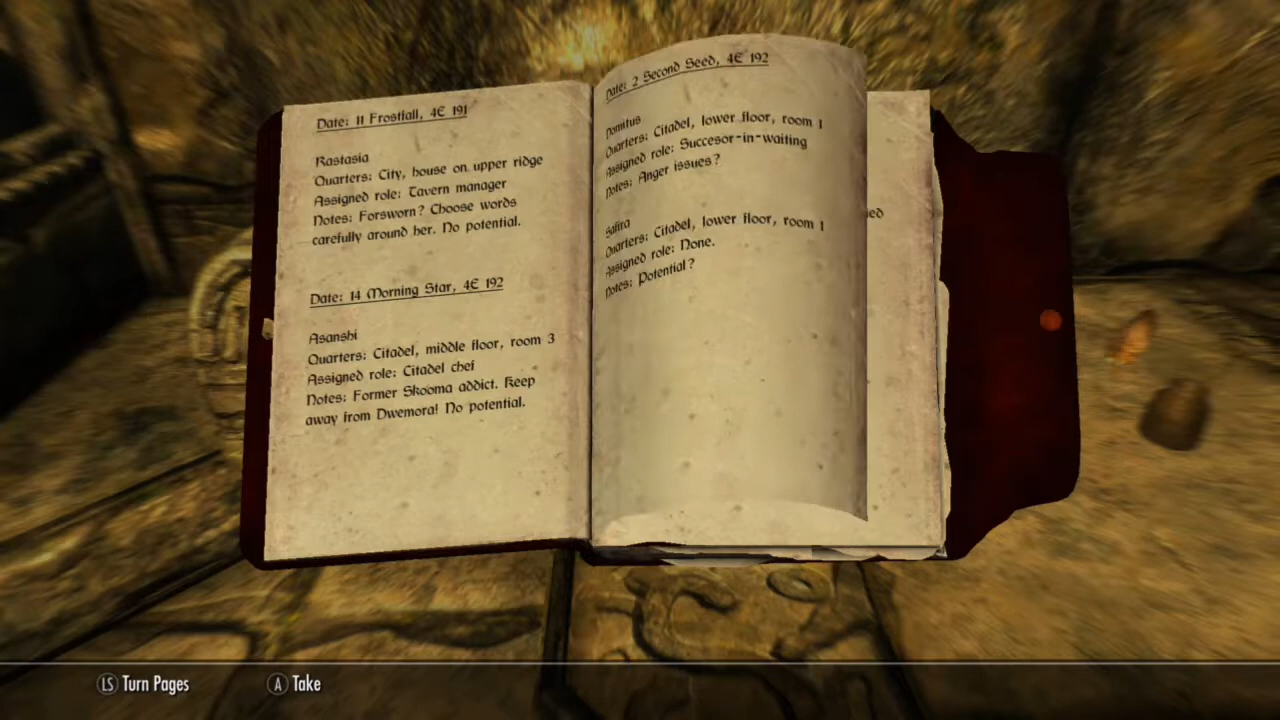 Date: 11 Frostfall, 4E 191
Rastasia
Quarters: City, house on upper ridge
Assigned role: Tavern manager
Notes: Forsworn? Choose words
carefully around her. No potential.
Date: 14 Morning Star, 4E 192
Asanshi
Quarters: Citadel, middle floor, room 3
Assigned role: Citadel chef
Notes: Former Skooma addict. Keep
away from Dwemora! No potential.
Date: 2 Second Seed, 4E 192
Domitus
Quarters: Citadel, lower floor, room 1
Assigned role: Succesor-in-waiting
Notes: Anger issues?
Safira
Quarters: Citadel, lower floor, room 1
Assigned role: None.
Notes: Potential?
LS Turn Pages
A Take